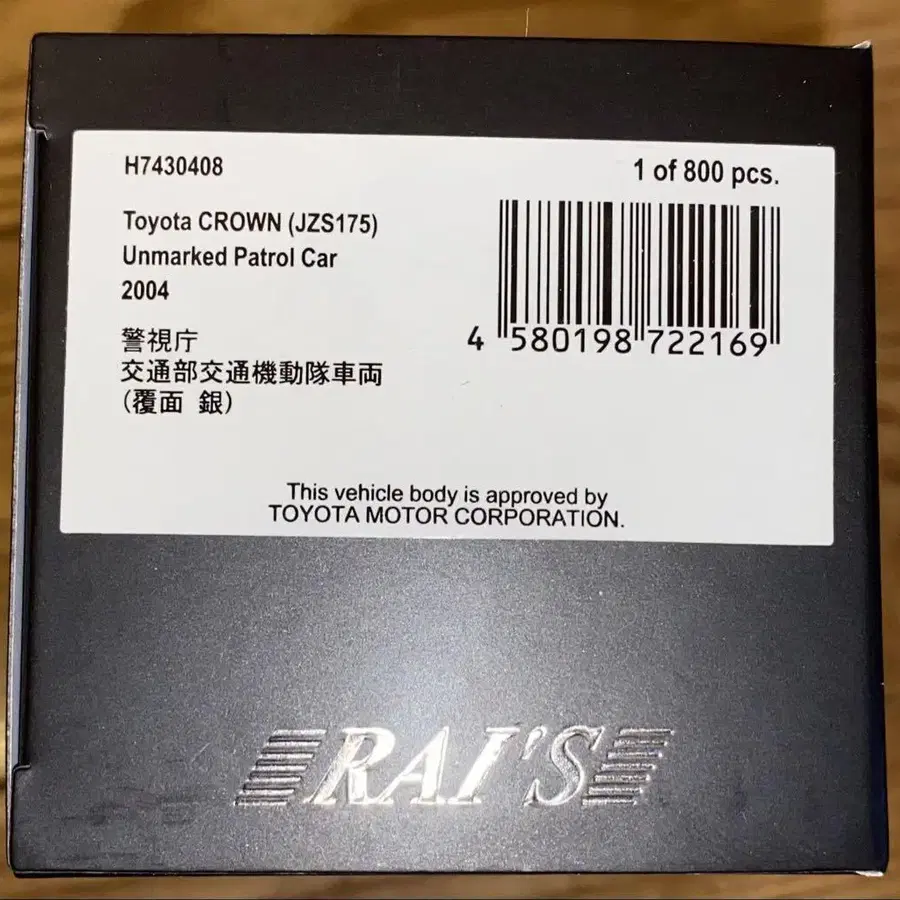 H7430408
1 of 800 pcs.
Toyota CROWN (JZS175)
Unmarked Patrol Car
2004
4 580198 722169
警視庁
交通部交通機動隊車両
(覆面 銀)
This vehicle body is approved by
TOYOTA MOTOR CORPORATION.
RAI'S